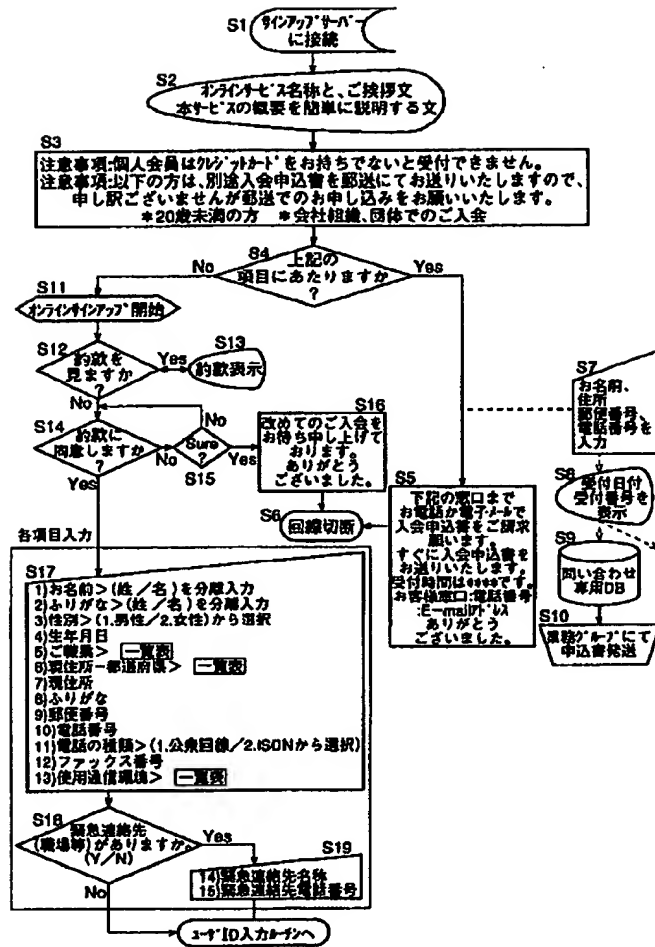 S1
サインアップサーバー
に接続
S2
オンラインサービス名称と、ご挨拶文
本サービスの概要を簡単に説明する文
S3
注意事項:個人会員はクレジットカードをお持ちでないと受付できません。
注意事項:以下の方は、別途入会申込書を郵送にてお送りいたしますので、
申し訳ございませんが郵送でのお申し込みをお願いいたします。
*20歳未満の方 *会社組織、団体でのご入会
S4
上記の
項目にあたりますか
?
No
Yes
S11
オンラインサインアップ開始
S12
約款を
見ますか
?
Yes
S13
約款表示
No
S14
約款に
同意しますか
?
No
Sure
?
S15
No
Yes
S16
改めてのご入会を
お待ち申し上げて
おります。
ありがとう
ございました。
Yes
S6
回線切断
S5
下記の窓口まで
お電話か電子メールで
入会申込書をご請求
願います。
すぐに入会申込書を
お送りいたします。
受付時間は****です。
お客様窓口:電話番号
:E-mailアドレス
ありがとう
ございました。
S7
お名前、
住所
郵便番号、
電話番号を
入力
S8
受付日付
受付番号を
表示
S9
問い合わせ
専用DB
S10
業務グループにて
申込書発送
各項目入力
S17
1)お名前>(姓/名)を分離入力
2)ふりがな>(姓/名)を分離入力
3)性別>(1.男性/2.女性)から選択
4)生年月日
5)ご職業> 一覧表
6)現住所-都道府県> 一覧表
7)現住所
8)ふりがな
9)郵便番号
10)電話番号
11)電話の種類>(1.公衆回線/2.ISDNから選択)
12)ファックス番号
13)使用通信環境> 一覧表
S18
緊急連絡先
(職場等)がありますか。
(Y/N)
Yes
No
S19
14)緊急連絡先名称
15)緊急連絡先電話番号
ユーザID入力ルーチンへ